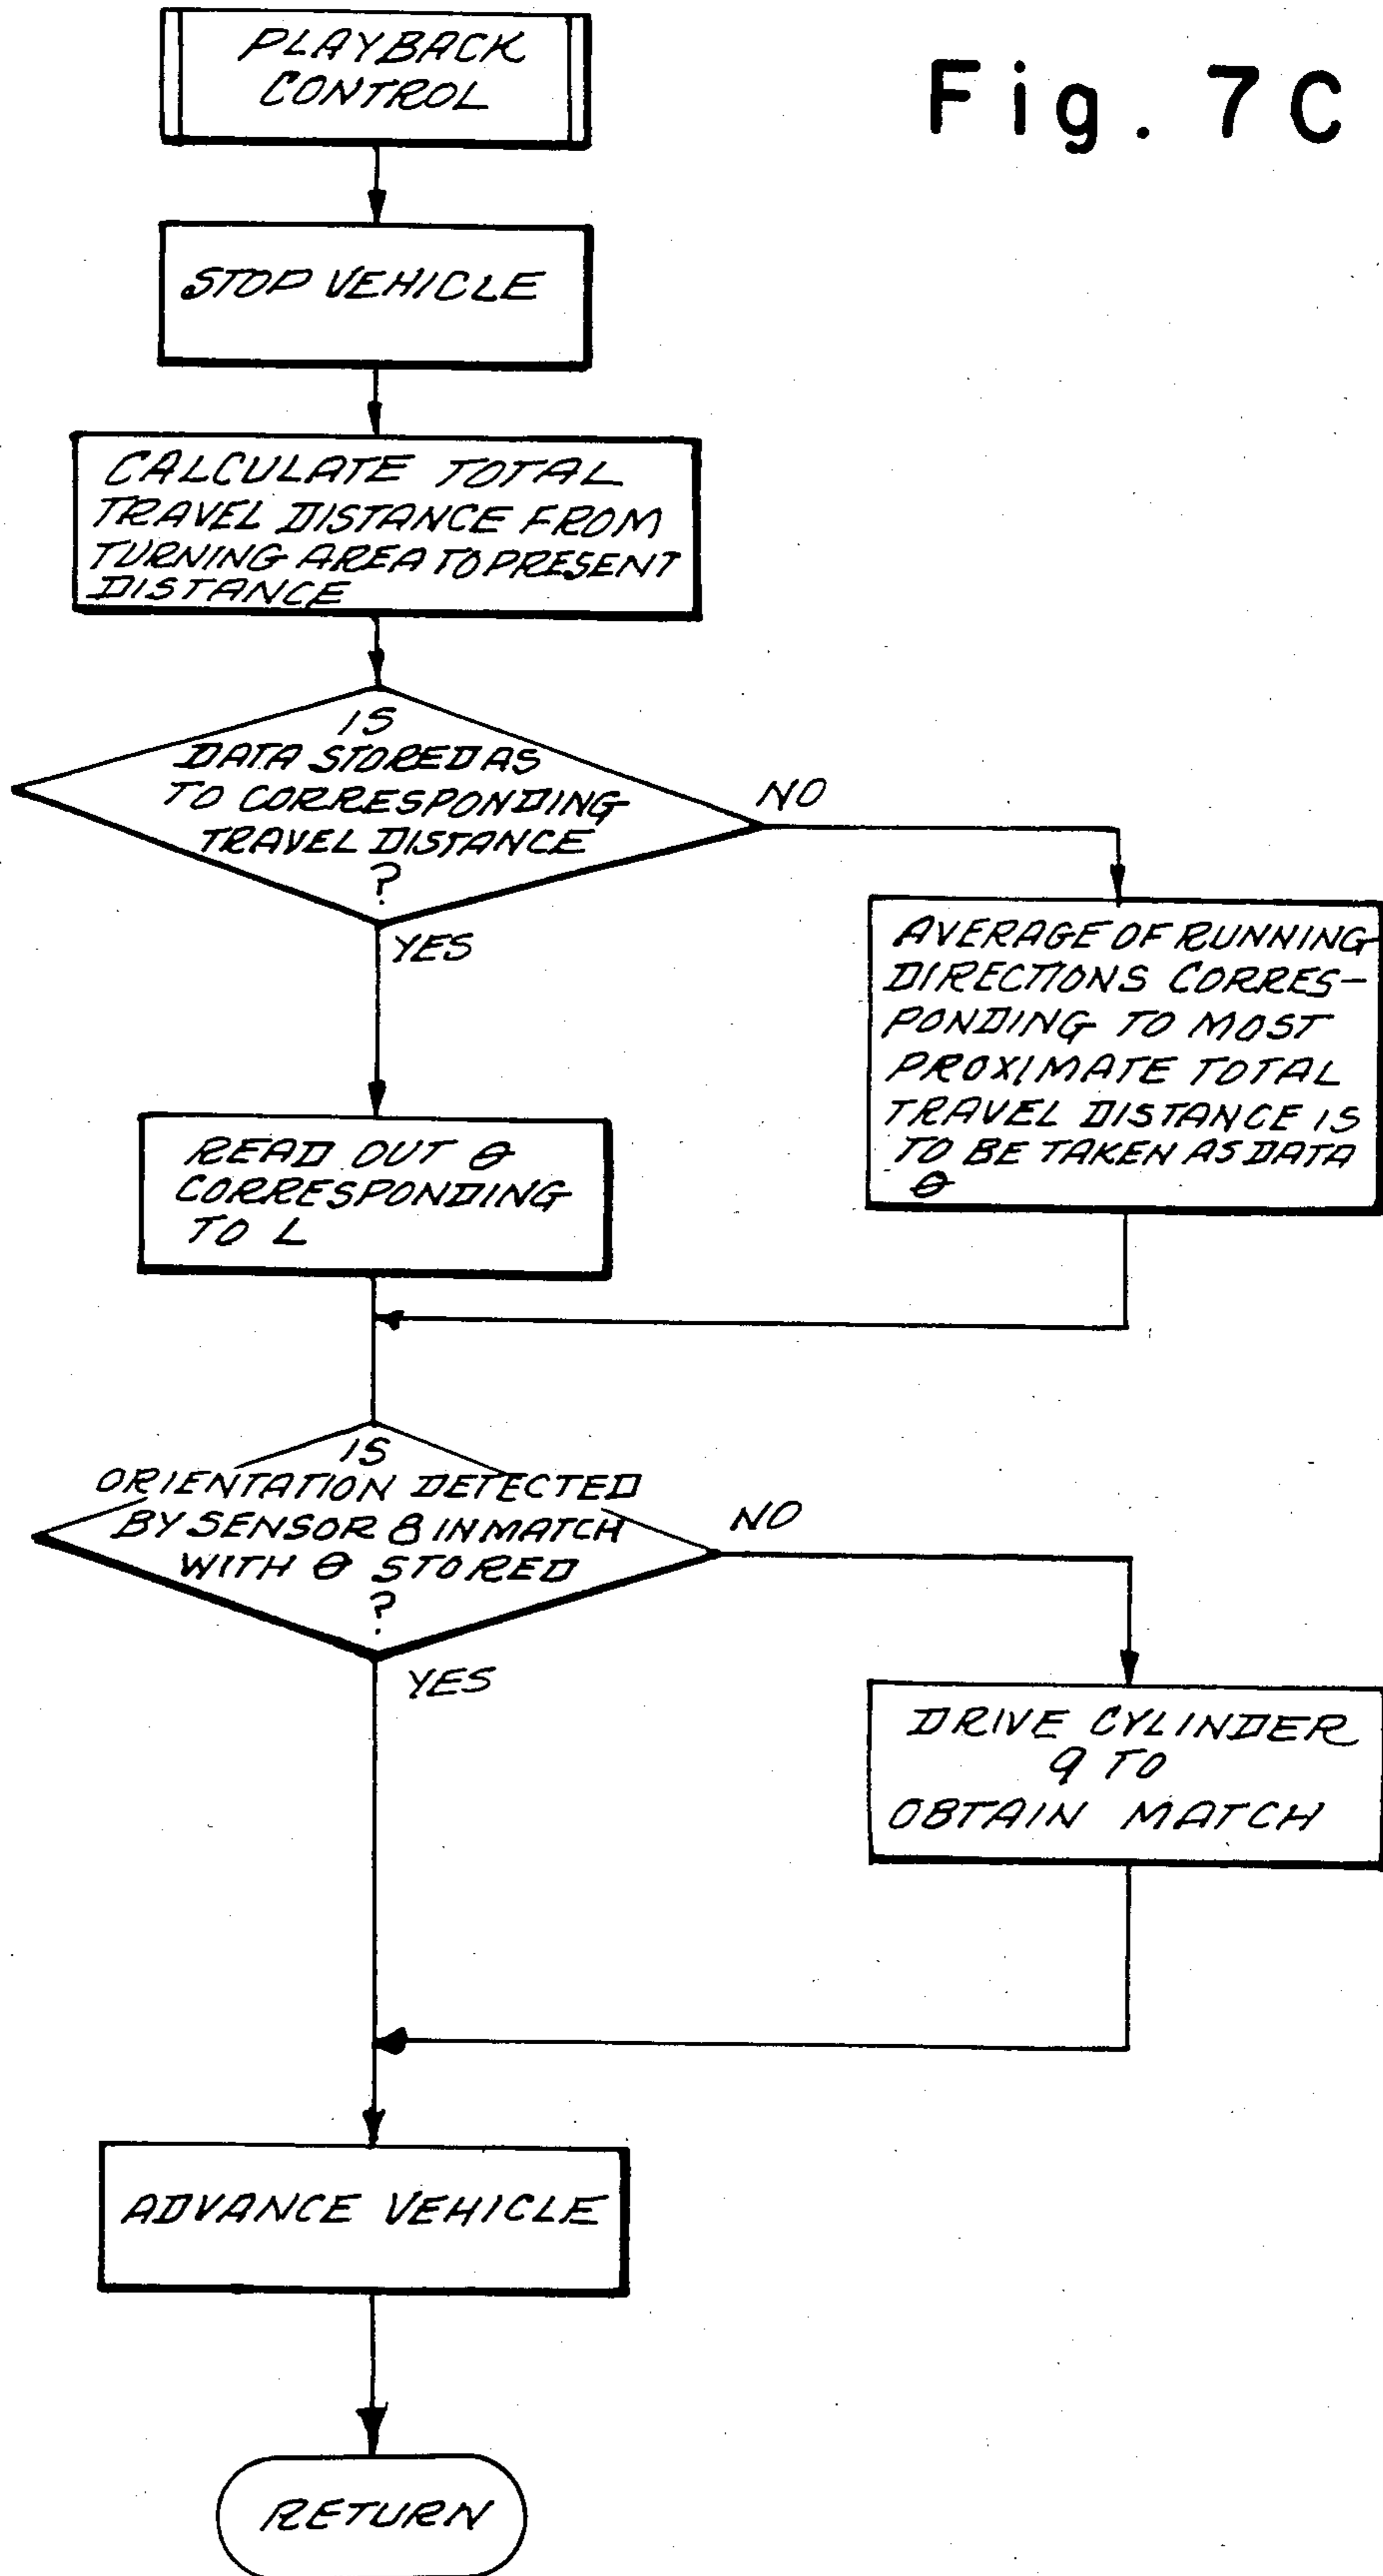 Fig. 7C
PLAYBACK
CONTROL
STOP VEHICLE
CALCULATE TOTAL
TRAVEL DISTANCE FROM
TURNING AREA TO PRESENT
DISTANCE
IS
DATA STORED AS
TO CORRESPONDING
TRAVEL DISTANCE
?
NO
YES
AVERAGE OF RUNNING
DIRECTIONS CORRES-
PONDING TO MOST
PROXIMATE TOTAL
TRAVEL DISTANCE IS
TO BE TAKEN AS DATA
θ
READ OUT θ
CORRESPONDING
TO L
IS
ORIENTATION DETECTED
BY SENSOR 8 IN MATCH
WITH θ STORED
?
NO
YES
DRIVE CYLINDER
9 TO
OBTAIN MATCH
ADVANCE VEHICLE
RETURN